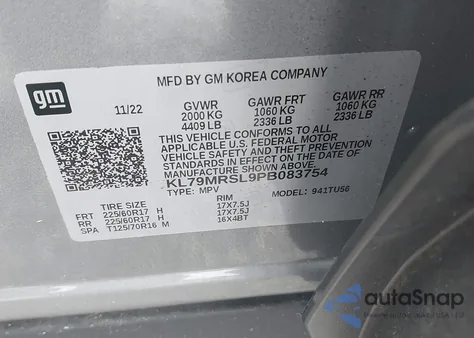 gm
MFD BY GM KOREA COMPANY
11/22 GVWR GAWR FRT GAWR RR
2000 KG 1060 KG 1060 KG
4409 LB 2336 LB 2336 LB
THIS VEHICLE CONFORMS TO ALL
APPLICABLE U.S. FEDERAL MOTOR
VEHICLE SAFETY, BUMPER, AND THEFT
PREVENTION STANDARDS
IN EFFECT ON THE DATE OF
MANUFACTURE SHOWN ABOVE.
KL79MRSL9PB083754
TYPE: MPV MODEL: 941TU56
TIRE SIZE RIM
FRT 225/60R17 H 17X7.5J
RR 225/60R17 H 17X7.5J
SPA T125/70R16 M 16X4BT
autaSnap